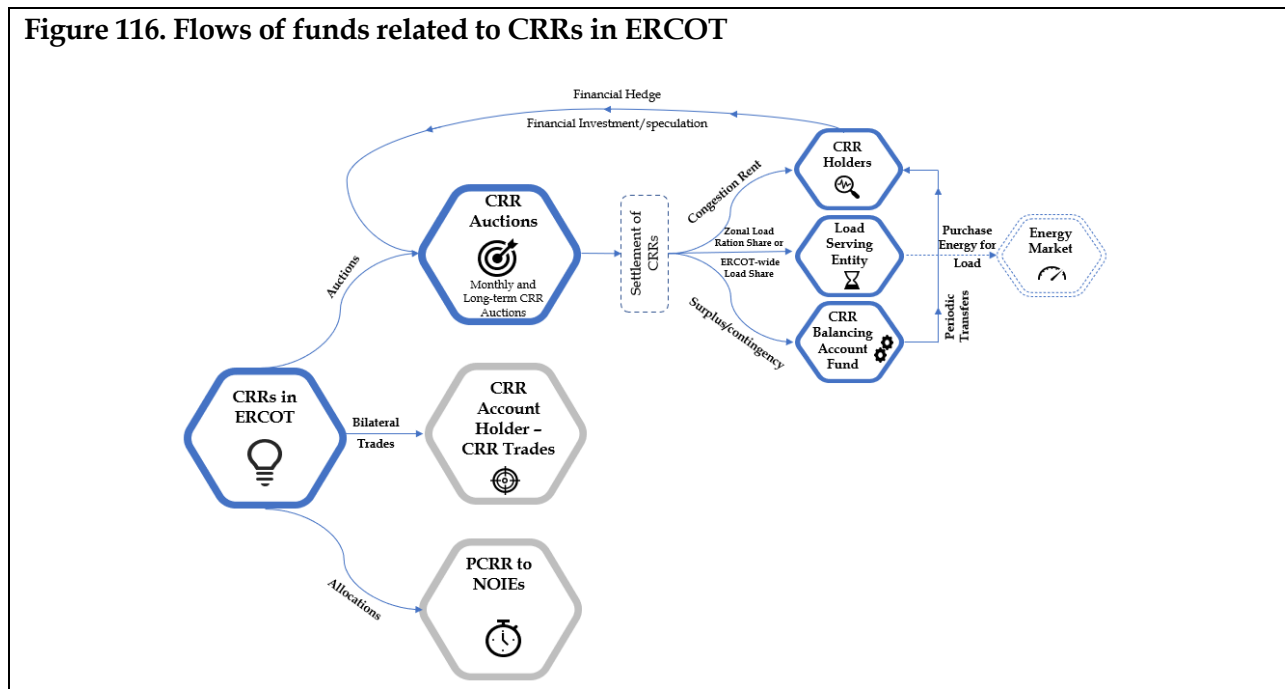 Figure 116. Flows of funds related to CRRs in ERCOT
Financial Hedge
Financial Investment/speculation
CRR
Holders
CRR
Auctions
Monthly and
Long-term CRR
Auctions
Settlement of
CRRs
Congestion Rent
Zonal Load
Ration Share or
ERCOT-wide
Load Share
Load
Serving
Entity
Purchase
Energy for
Load
Energy
Market
Surplus/contingency
CRR
Balancing
Account
Fund
Periodic
Transfers
Auctions
CRRs in
ERCOT
Bilateral
Trades
CRR
Account
Holder –
CRR Trades
Allocations
PCRR to
NOIEs